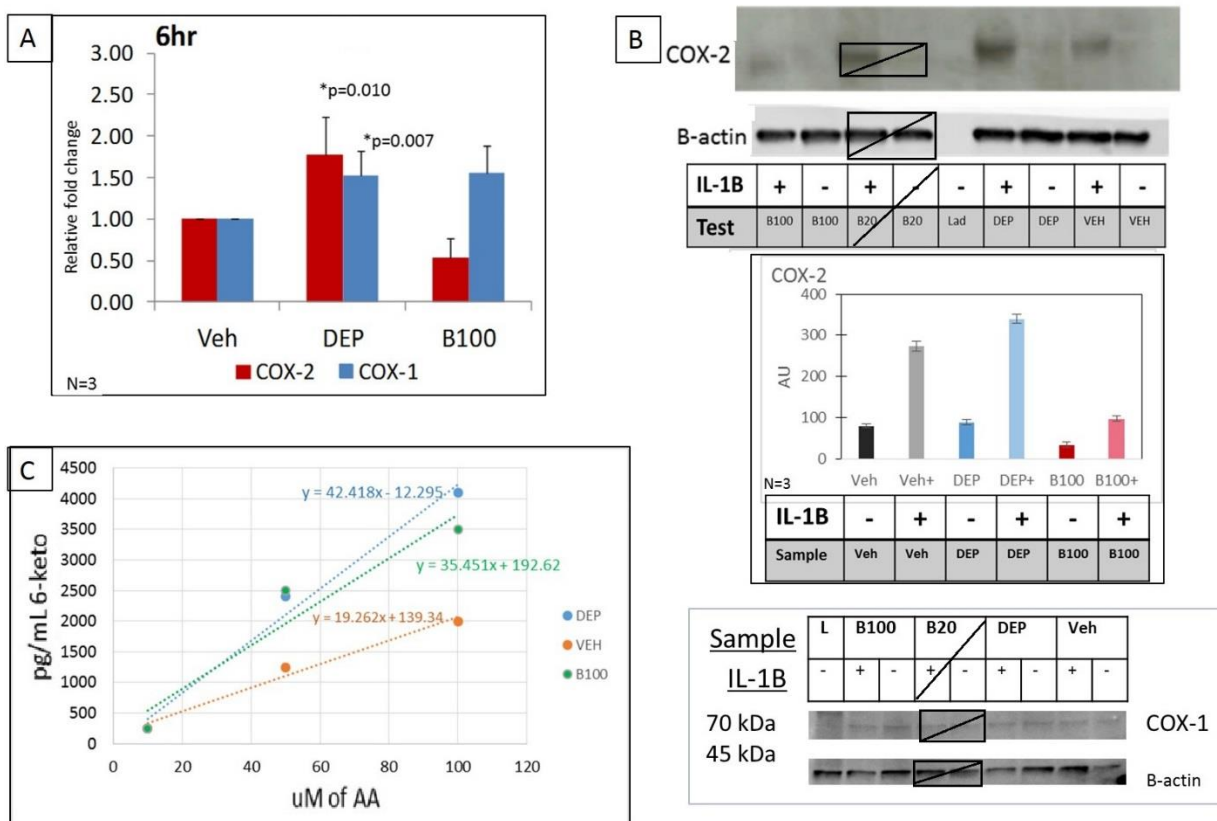 A
6hr
Relative fold change
3.00
2.50
2.00
1.50
1.00
0.50
0.00
*p=0.010
*p=0.007
Veh DEP B100
COX-2 COX-1
N=3
B
COX-2
B-actin
IL-1B + - + - - + - + -
Test B100 B100 B20 B20 Lad DEP DEP VEH VEH
COX-2
AU
400
300
200
100
0
Veh Veh+ DEP DEP+ B100 B100+
N=3
IL-1B - + - + - +
Sample Veh Veh DEP DEP B100 B100
C
pg/mL 6-keto
4500
4000
3500
3000
2500
2000
1500
1000
500
0
y = 42.418x - 12.295
y = 35.451x + 192.62
y = 19.262x + 139.34
0 20 40 60 80 100 120
uM of AA
DEP
VEH
B100
Sample L B100 B20 DEP Veh
IL-1B - + - + - + - + -
70 kDa
45 kDa
COX-1
B-actin